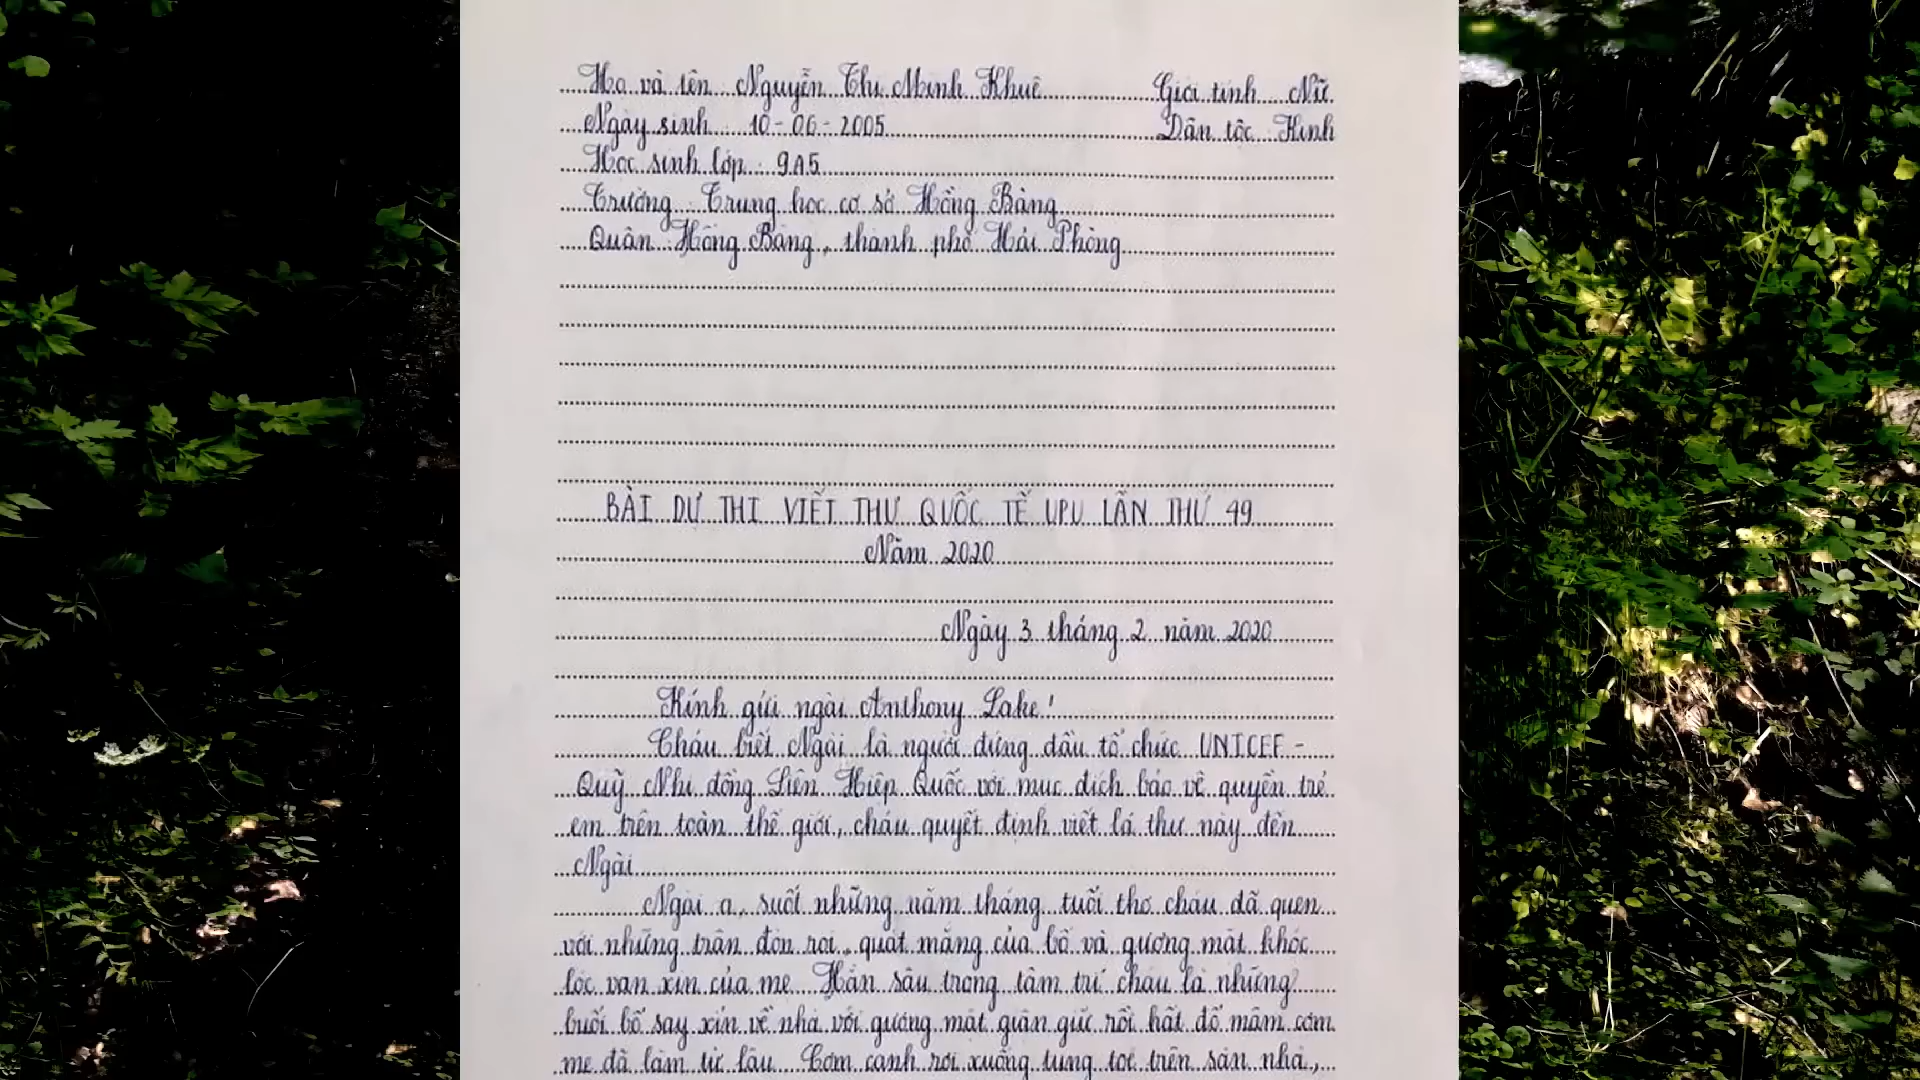 Họ và tên Nguyễn Thu Minh Khuê Giới tính Nữ
Ngày sinh 10-06-2005 Dân tộc Kinh
Học sinh lớp: 9A5
Trường: Trung học cơ sở Hồng Bàng
Quận Hồng Bàng, thành phố Hải Phòng
BÀI DỰ THI VIẾT THƯ QUỐC TẾ UPU LẦN THỨ 49
Năm 2020
Ngày 3 tháng 2 năm 2020
Kính gửi ngài Anthony Lake!
Cháu biết Ngài là người đứng đầu tổ chức UNICEF -
Quỹ Nhi đồng Liên Hiệp Quốc với mục đích bảo vệ quyền trẻ
em trên toàn thế giới, cháu quyết định viết lá thư này đến
Ngài
Ngài ạ, suốt những năm tháng tuổi thơ cháu đã quen
với những trận đòn roi, quát mắng của bố và gương mặt khóc
lóc van xin của mẹ. Hằn sâu trong tâm trí cháu là những
buổi bố say xỉn về nhà với gương mặt giận giữ rồi hất đổ mâm cơm
mẹ đã làm từ lâu. Cơm canh rơi xuống tung toé trên sàn nhà,